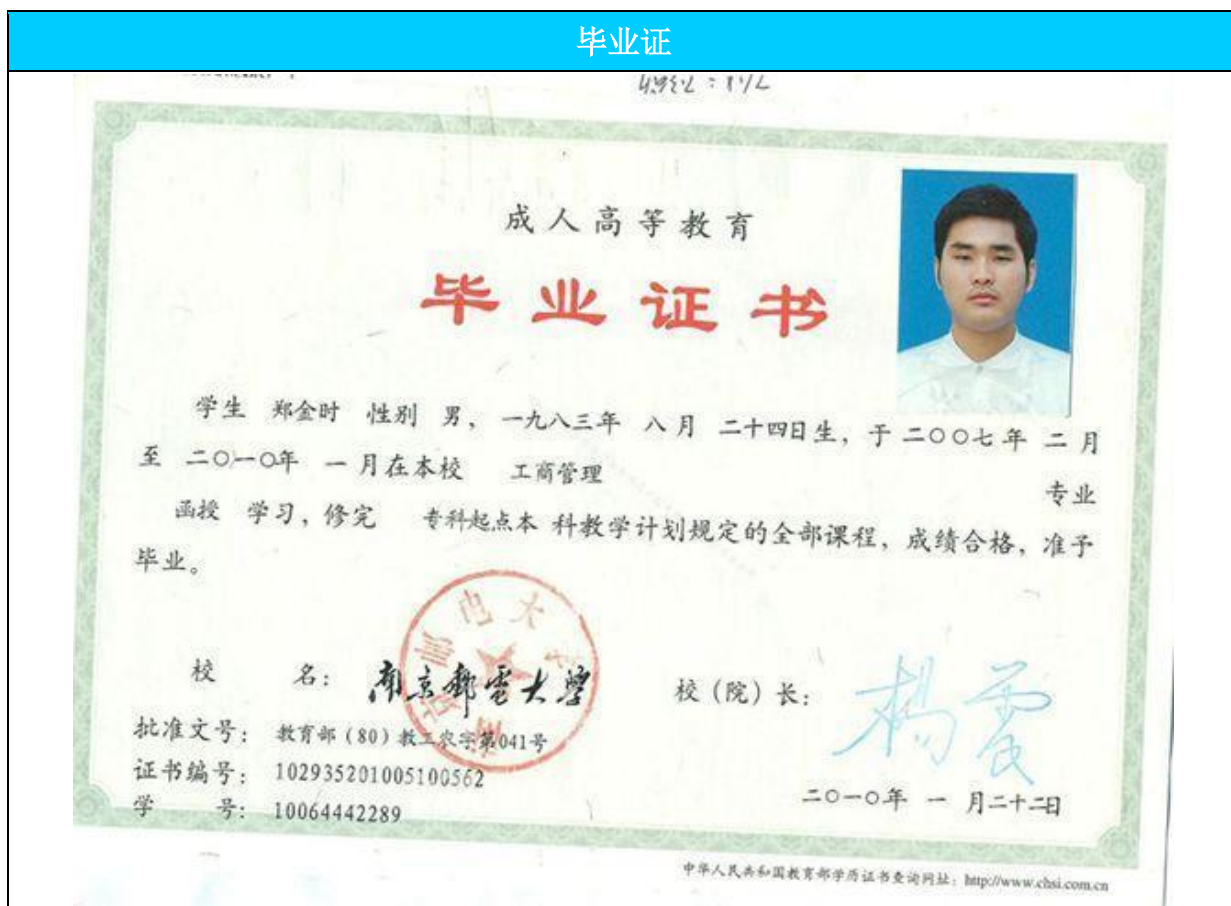 毕业证
成人高等教育
毕业证书
学生 郑金时 性别 男，一九八三年 八月 二十四日生，于二〇〇七年 二月
至 二〇一〇年 一月在本校 工商管理 专业
函授 学习，修完 专科起点本 科教学计划规定的全部课程，成绩合格，准予
毕业。
校 名：南京邮电大学 校（院）长：杨震
批准文号：教育部（80）教工农字第041号
证书编号：102935201005100562
学 号：10064442289
二〇一〇年 一 月二十二日
中华人民共和国教育部学历证书查询网址：http://www.chsi.com.cn